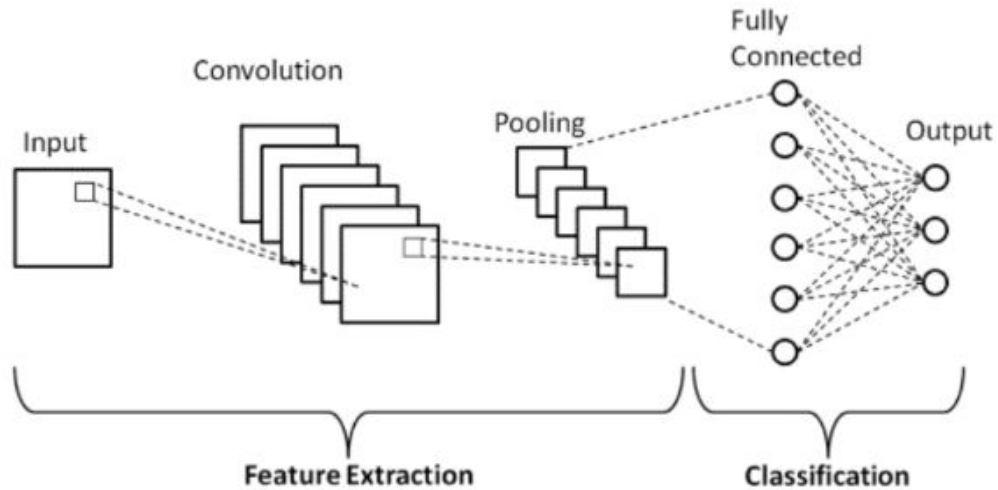 Input
Convolution
Pooling
Fully
Connected
Output
Feature Extraction
Classification